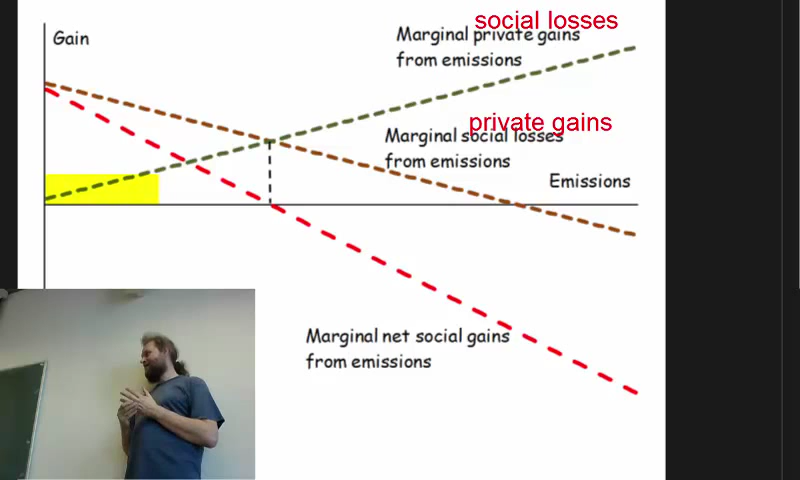 social losses
Gain
Marginal private gains
from emissions
private gains
Marginal social losses
from emissions
Emissions
Marginal net social gains
from emissions